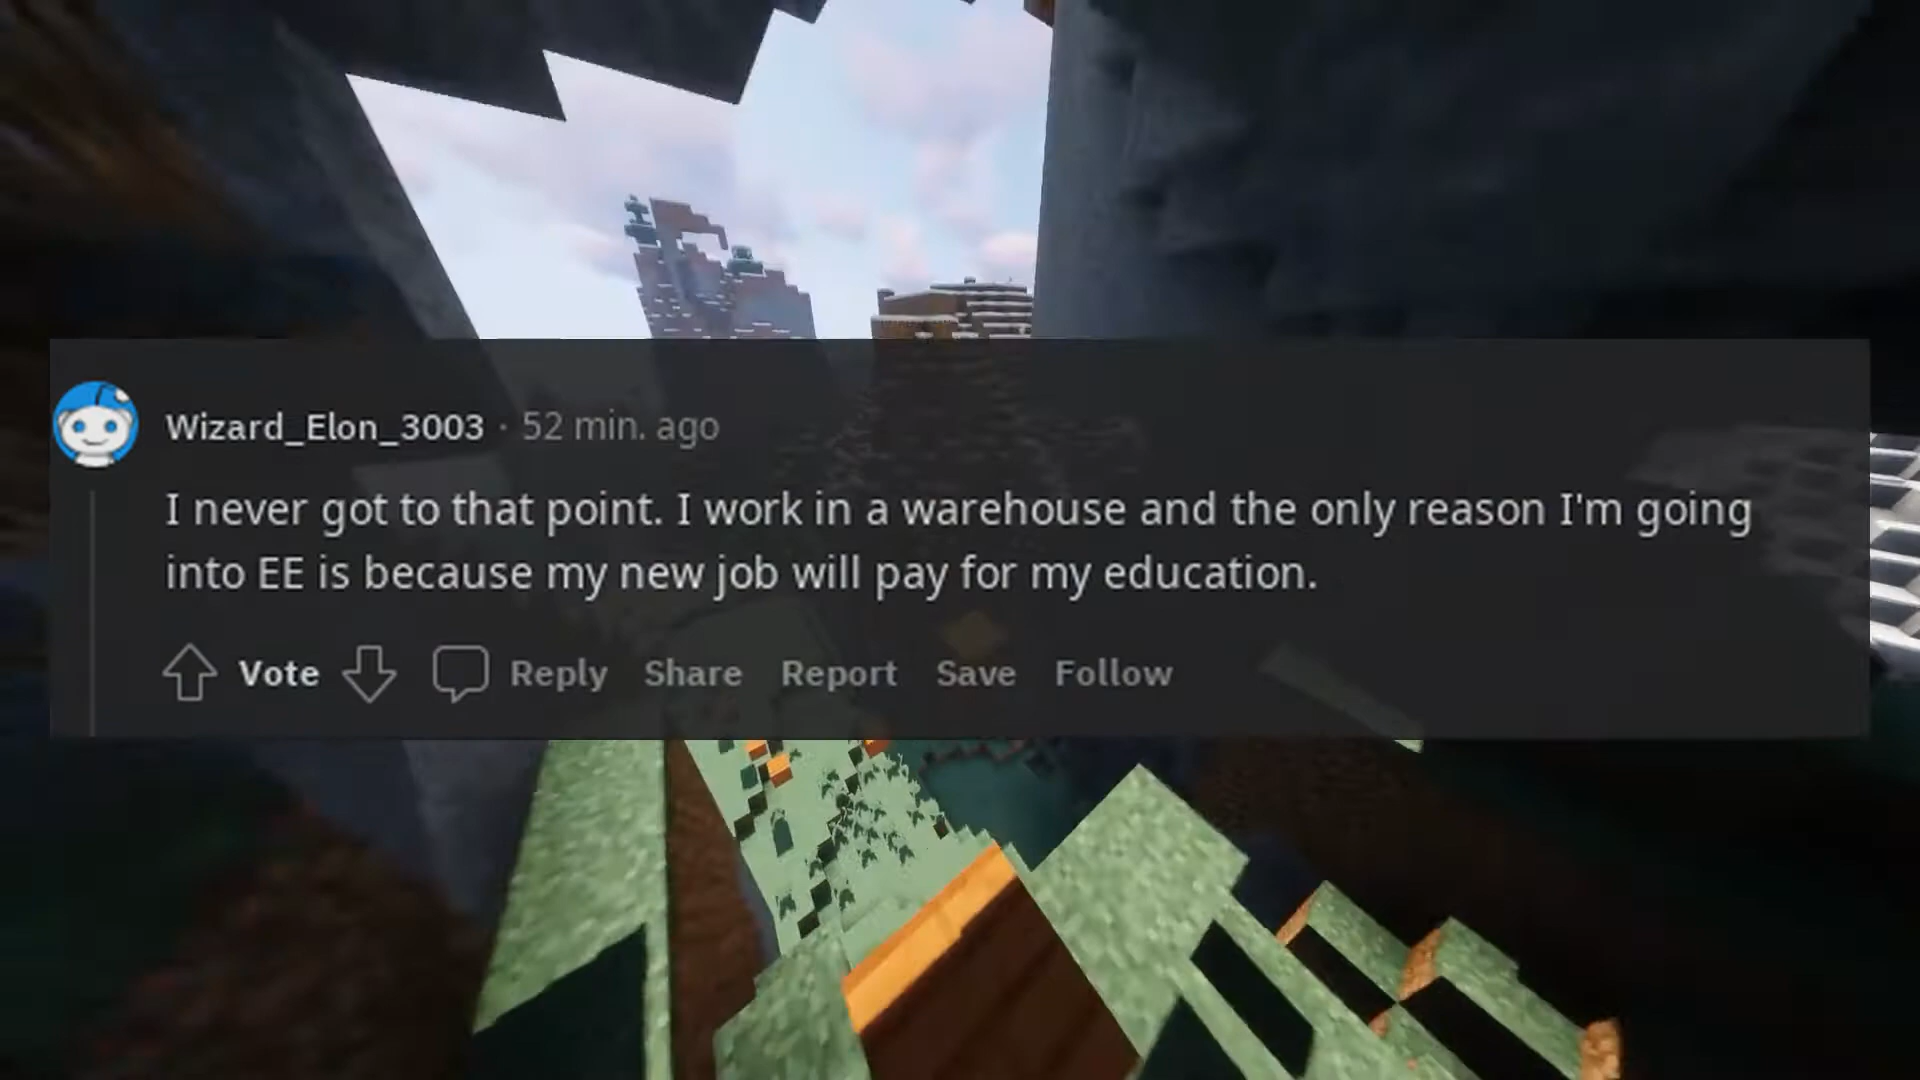 Wizard_Elon_3003 · 52 min. ago
I never got to that point. I work in a warehouse and the only reason I'm going
into EE is because my new job will pay for my education.
Vote Reply Share Report Save Follow